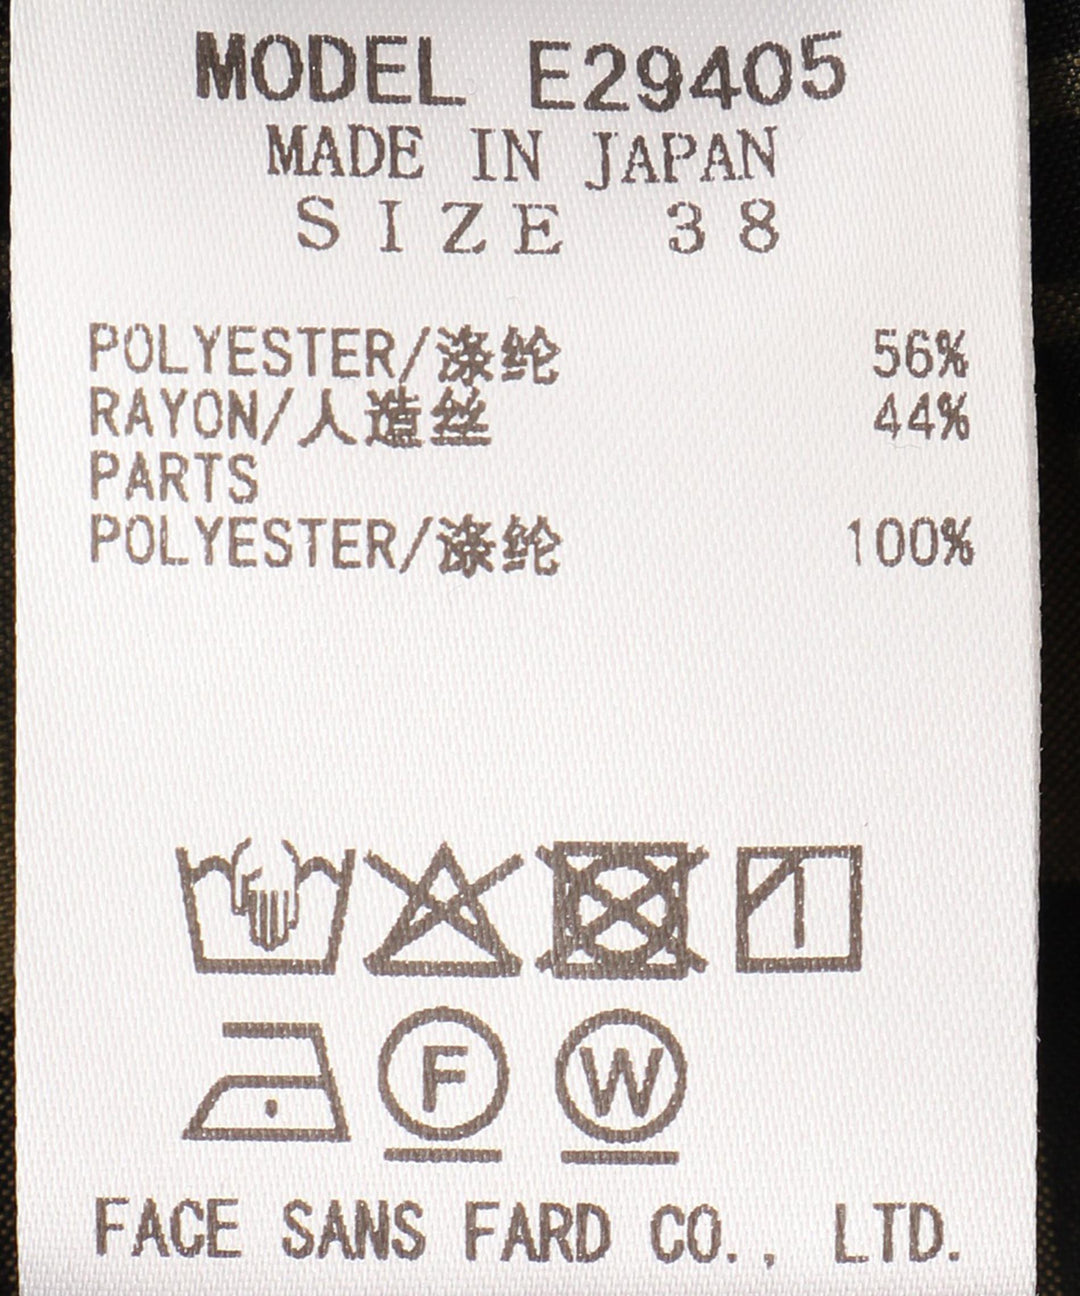 MODEL E29405
MADE IN JAPAN
SIZE 38
POLYESTER/涤纶 56%
RAYON/人造丝 44%
PARTS
POLYESTER/涤纶 100%
F W
FACE SANS FARD CO., LTD.